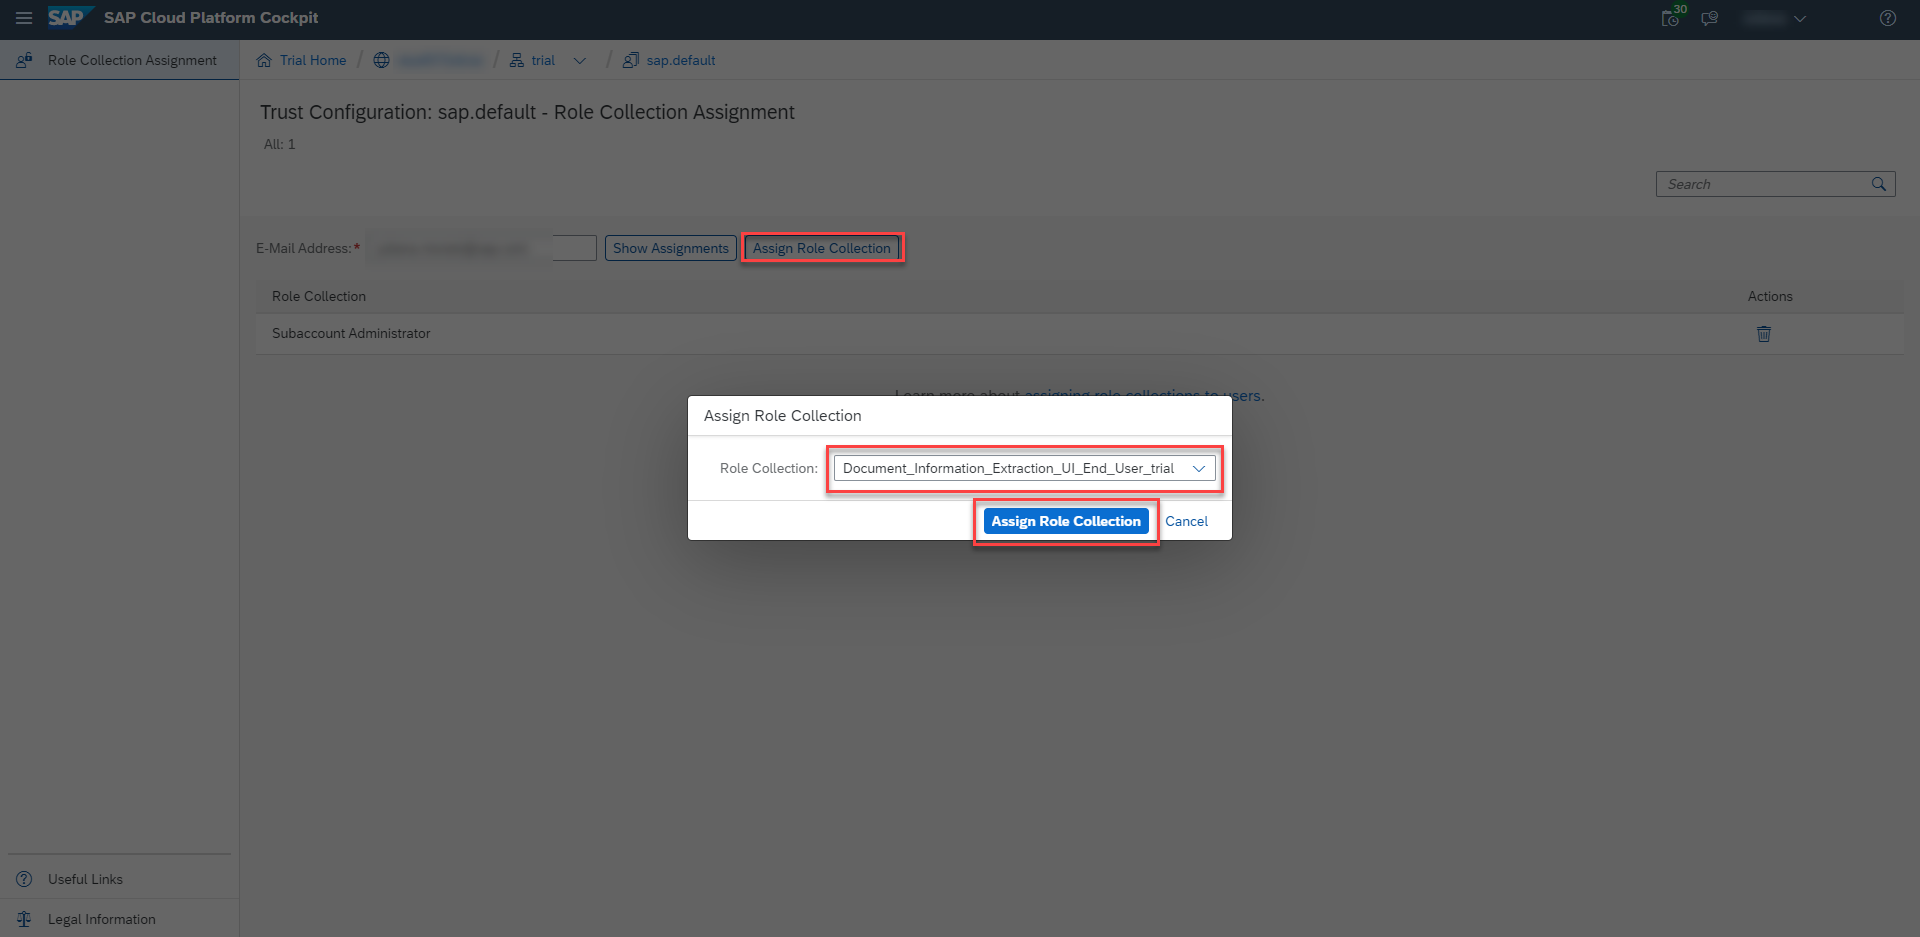 SAP SAP Cloud Platform Cockpit 30
Role Collection Assignment
Trial Home / / trial / sap.default
Trust Configuration: sap.default - Role Collection Assignment
All: 1
Search
E-Mail Address:* Show Assignments Assign Role Collection
Role Collection Actions
Subaccount Administrator
Learn more about assigning role collections to users.
Assign Role Collection
Role Collection: Document_Information_Extraction_UI_End_User_trial
Assign Role Collection Cancel
Useful Links
Legal Information